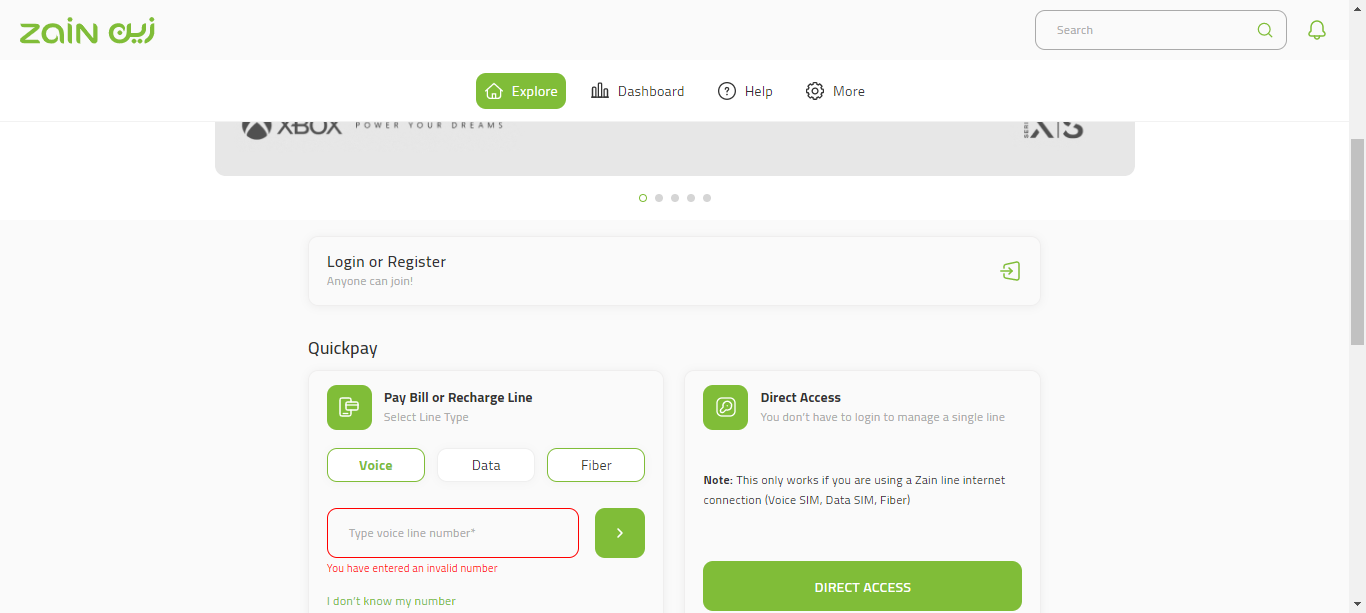 zain زين
Search
Explore
Dashboard
Help
More
XBOX POWER YOUR DREAMS
SERIES X|S
Login or Register
Anyone can join!
Quickpay
Pay Bill or Recharge Line
Select Line Type
Voice
Data
Fiber
Type voice line number*
You have entered an invalid number
I don't know my number
Direct Access
You don't have to login to manage a single line
Note: This only works if you are using a Zain line internet
connection (Voice SIM, Data SIM, Fiber)
DIRECT ACCESS